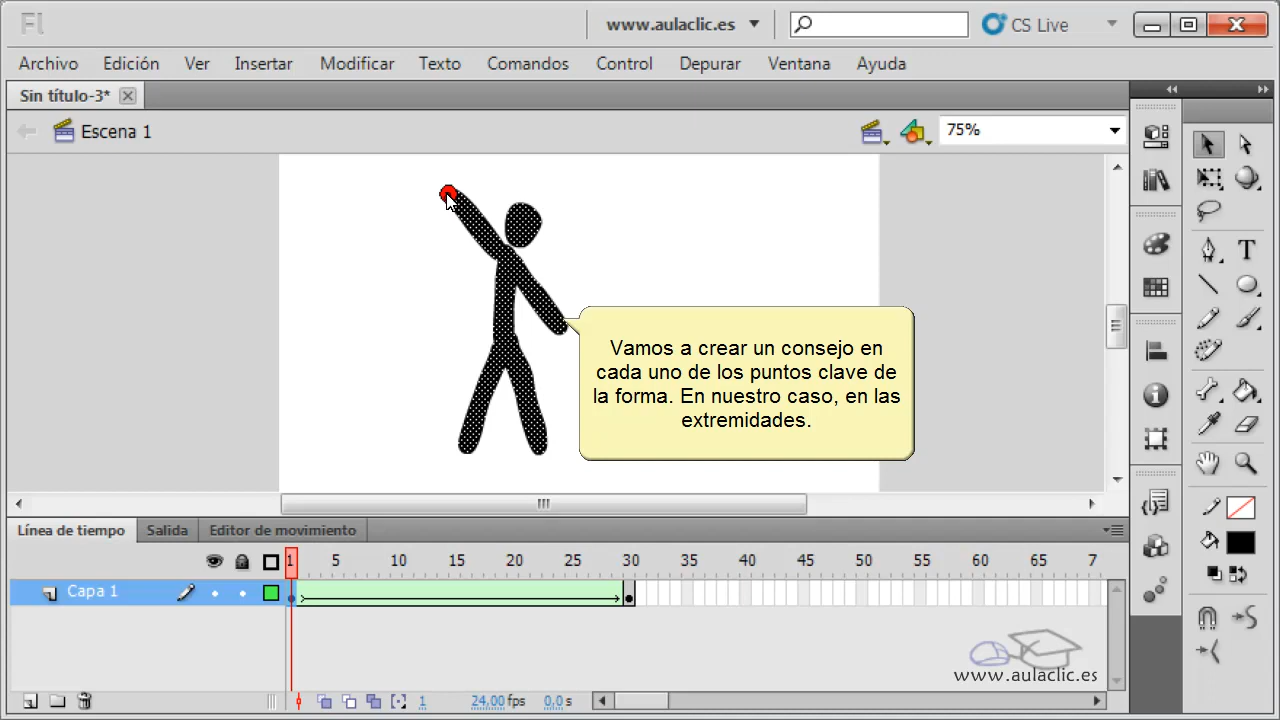 Fl
www.aulaclic.es
CS Live
Archivo Edición Ver Insertar Modificar Texto Comandos Control Depurar Ventana Ayuda
Sin título-3*
Escena 1
75%
T
Vamos a crear un consejo en
cada uno de los puntos clave de
la forma. En nuestro caso, en las
extremidades.
Línea de tiempo Salida Editor de movimiento
1 5 10 15 20 25 30 35 40 45 50 55 60 65 7
Capa 1
www.aulaclic.es
1 24,00 fps 0,0 s